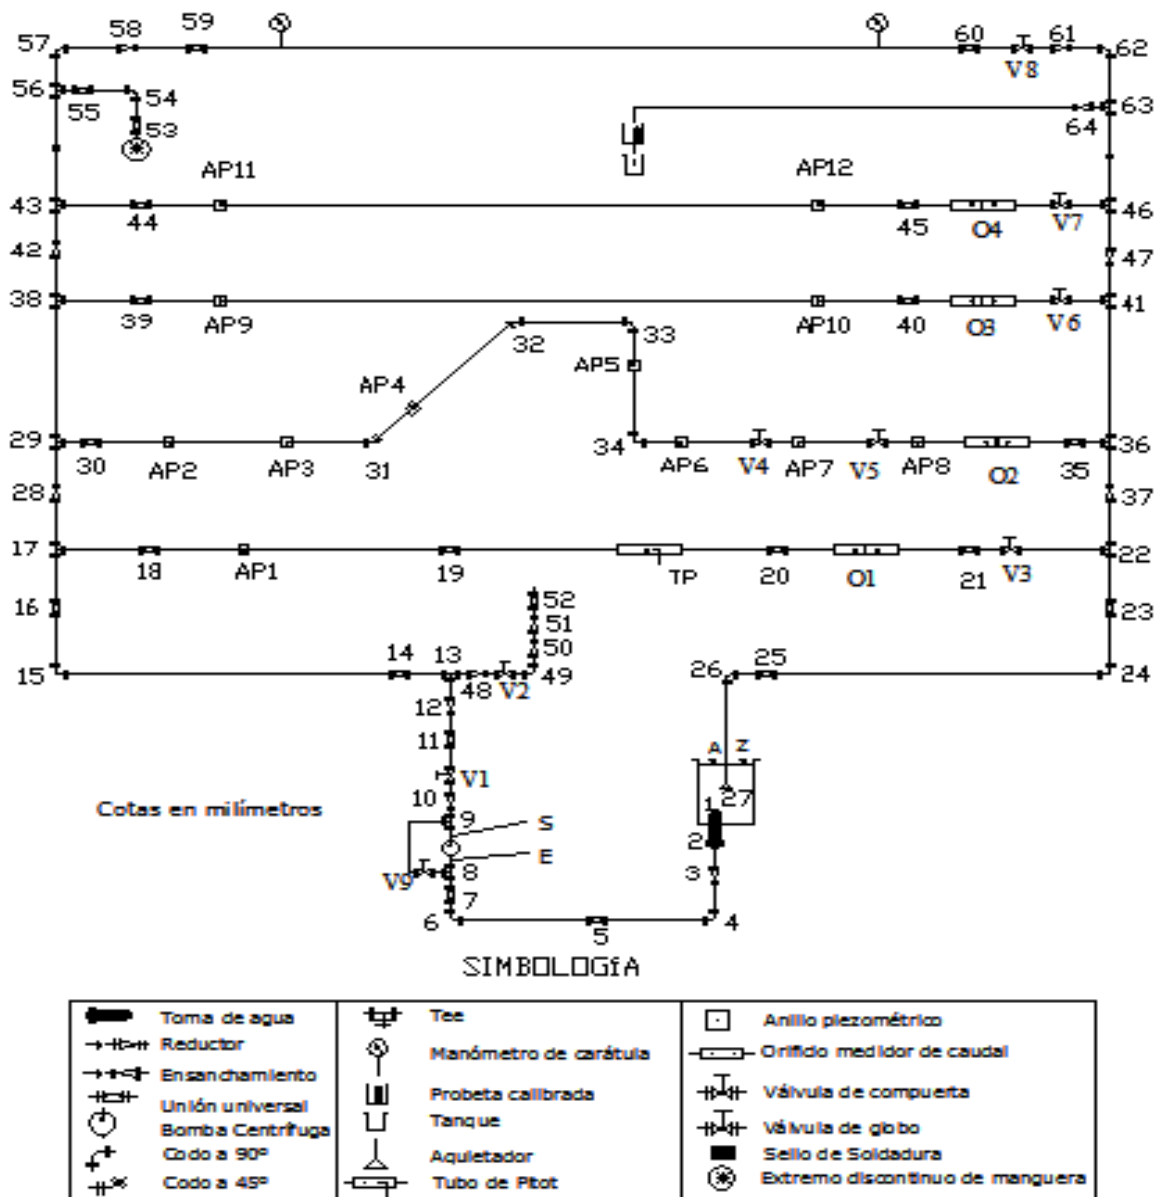 58 59
57 60 61 62
V8
56 55 54 63
53 64
AP11 AP12
43 44 45 O4 V7 46
42 47
38 39 AP9 AP10 40 O3 V6 41
32 33
AP4 AP5
29 30 AP2 AP3 31 34 AP6 V4 AP7 V5 AP8 O2 35 36
28 37
17 18 AP1 19 TP 20 O1 21 V3 22
16 52 23
51
50
15 14 13 48 V2 49 26 25 24
12
11 A Z
V1
Cotas en milímetros 10 1 27
9 S
2
E
V9 8 3
7
6 5 4
SIMBOLOGíA
Toma de agua
Reductor
Ensanchamiento
Unión universal
Bomba Centrífuga
Codo a 90º
Codo a 45º
Tee
Manómetro de carátula
Probeta calibrada
Tanque
Aquietador
Tubo de Pitot
Anillo piezométrico
Orifido medidor de caudal
Válvula de compuerta
Válvula de globo
Sello de Soldadura
Extremo discontinuo de manguera